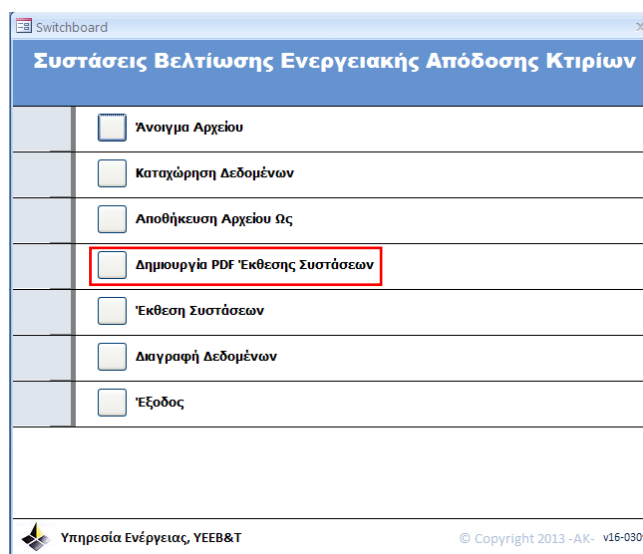 Switchboard
Συστάσεις Βελτίωσης Ενεργειακής Απόδοσης Κτιρίων
Άνοιγμα Αρχείου
Καταχώρηση Δεδομένων
Αποθήκευση Αρχείου Ως
Δημιουργία PDF Έκθεσης Συστάσεων
Έκθεση Συστάσεων
Διαγραφή Δεδομένων
Έξοδος
Υπηρεσία Ενέργειας, ΥΕΕΒ&Τ © Copyright 2013 -AK-